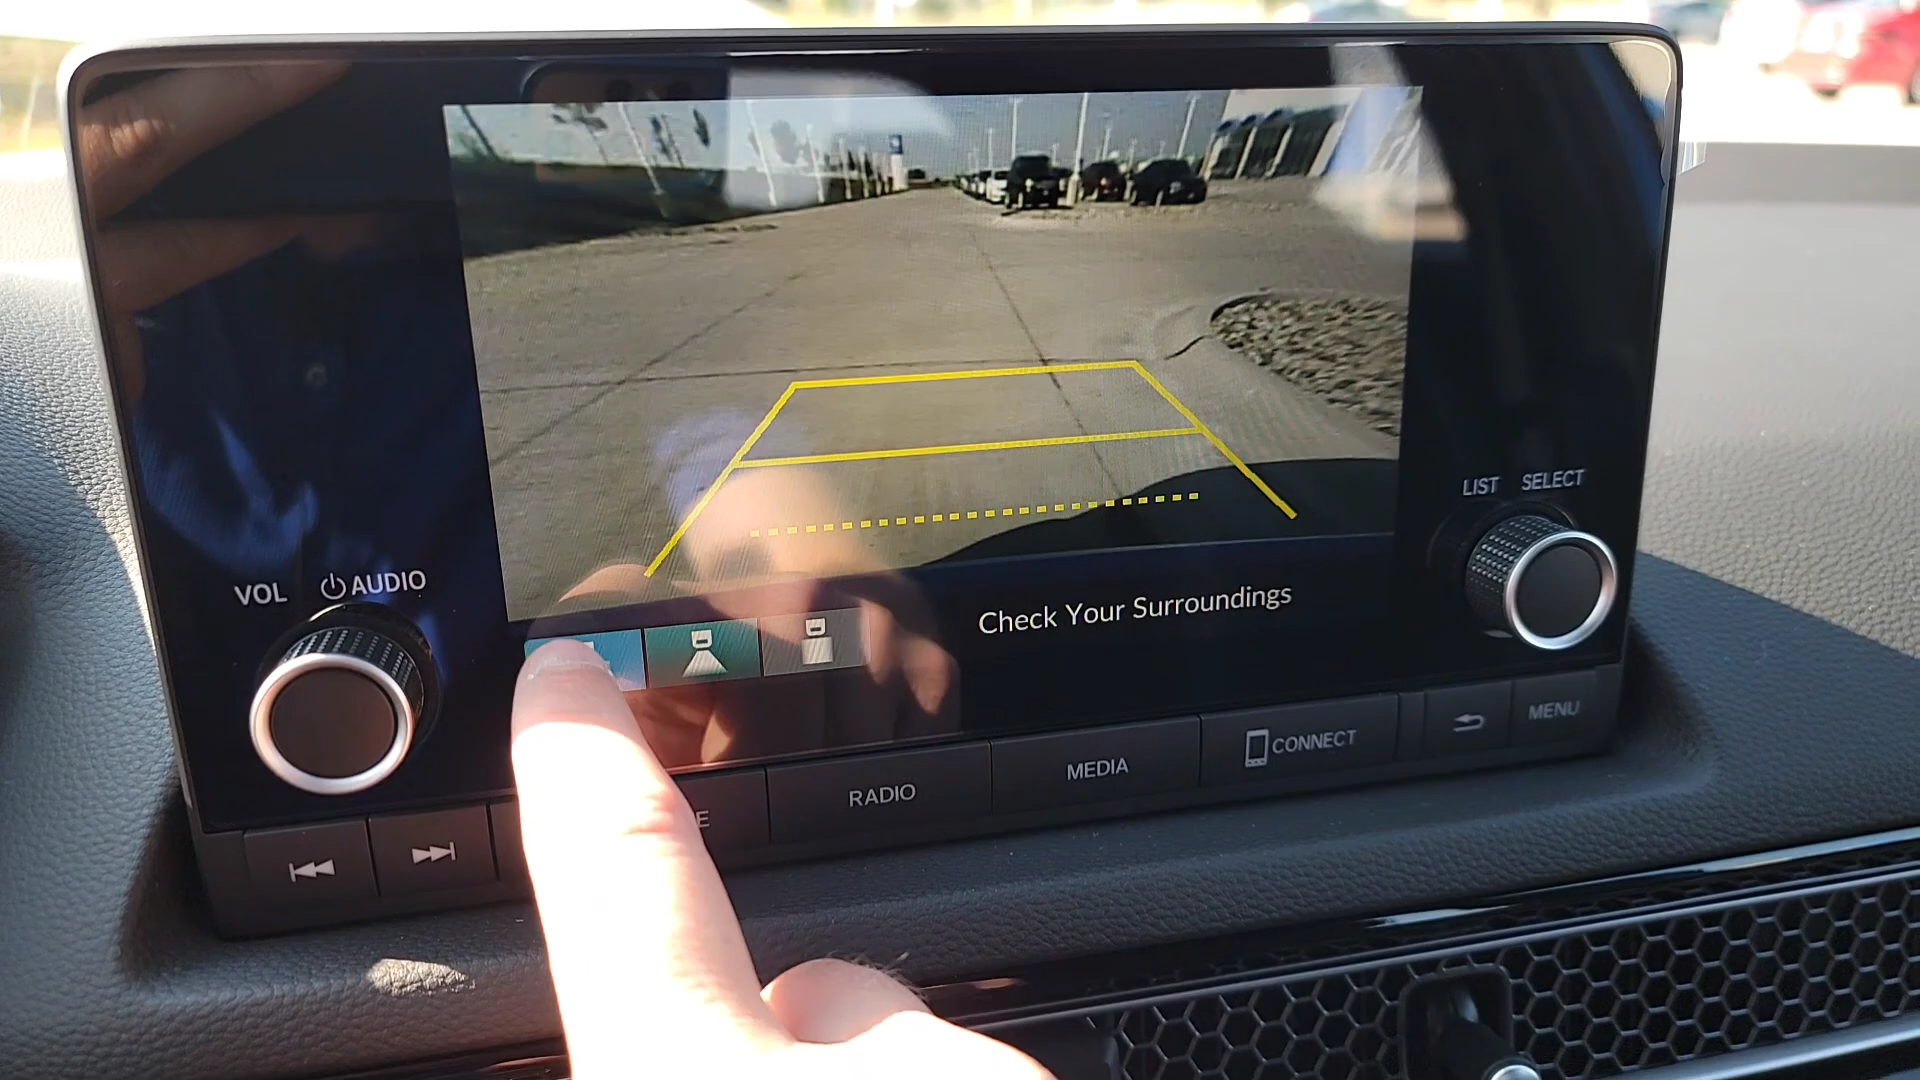 VOL AUDIO
LIST SELECT
Check Your Surroundings
RADIO
MEDIA
CONNECT
MENU